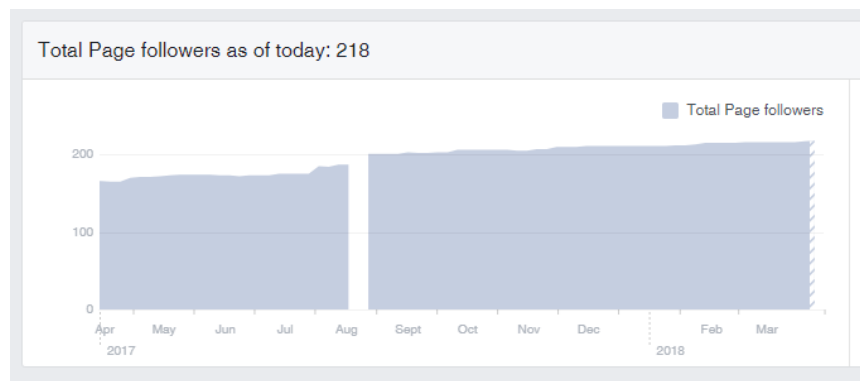 Total Page followers as of today: 218
Total Page followers
200
100
0
Apr May Jun Jul Aug Sept Oct Nov Dec Feb Mar
2017 2018